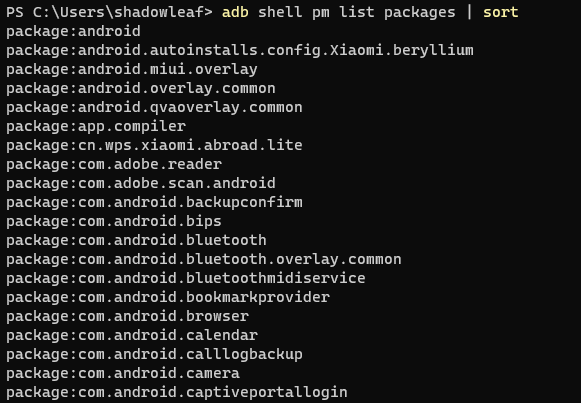 PS C:\Users\shadowleaf> adb shell pm list packages | sort
package:android
package:android.autoinstalls.config.Xiaomi.beryllium
package:android.miui.overlay
package:android.overlay.common
package:android.qvaoverlay.common
package:app.compiler
package:cn.wps.xiaomi.abroad.lite
package:com.adobe.reader
package:com.adobe.scan.android
package:com.android.backupconfirm
package:com.android.bips
package:com.android.bluetooth
package:com.android.bluetooth.overlay.common
package:com.android.bluetoothmidiservice
package:com.android.bookmarkprovider
package:com.android.browser
package:com.android.calendar
package:com.android.calllogbackup
package:com.android.camera
package:com.android.captiveportallogin